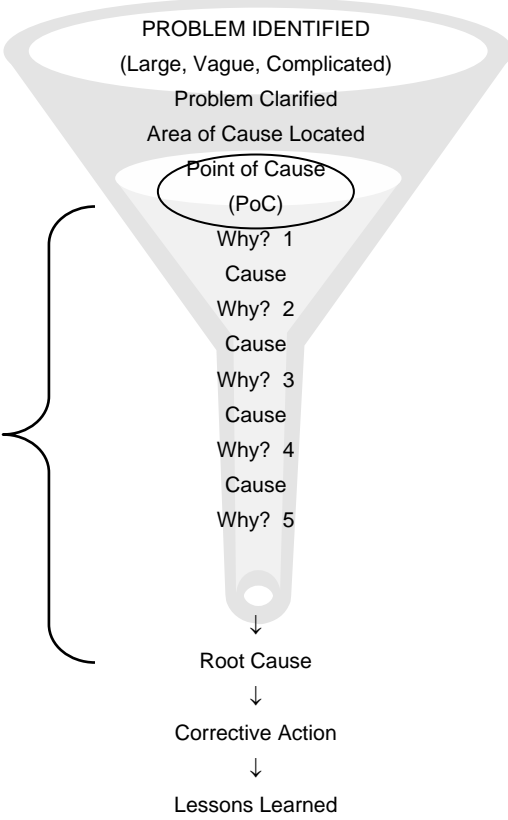 PROBLEM IDENTIFIED
(Large, Vague, Complicated)
Problem Clarified
Area of Cause Located
Point of Cause
(PoC)
Why? 1
Cause
Why? 2
Cause
Why? 3
Cause
Why? 4
Cause
Why? 5
↓
Root Cause
↓
Corrective Action
↓
Lessons Learned